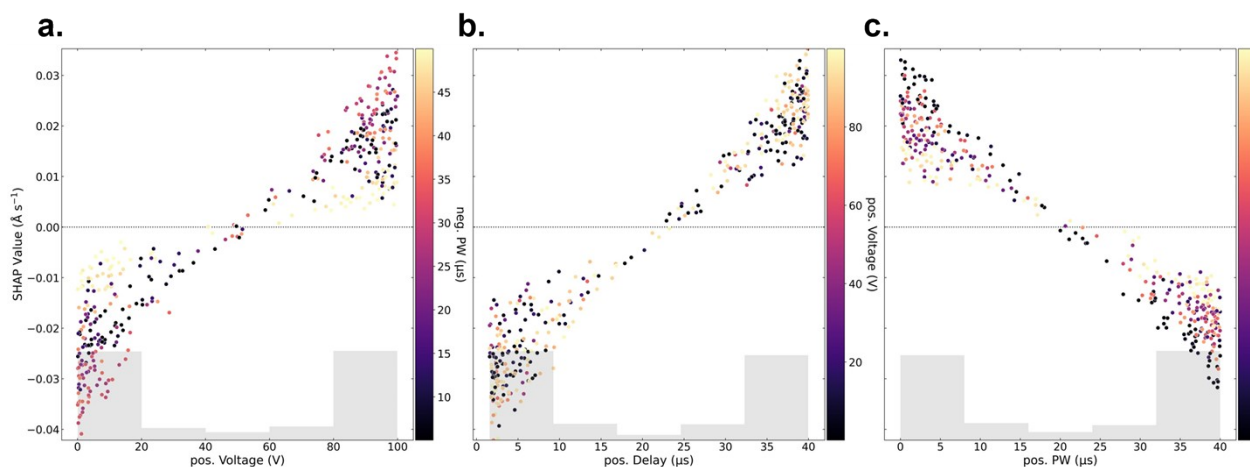 a.
b.
c.
0.03
0.02
0.01
0.00
−0.01
−0.02
−0.03
−0.04
SHAP Value (Å s⁻¹)
0 20 40 60 80 100
pos. Voltage (V)
45
40
35
30
25
20
15
10
neg. PW (µs)
0 5 10 15 20 25 30 35 40
pos. Delay (µs)
80
60
40
20
pos. Voltage (V)
0 5 10 15 20 25 30 35 40
pos. PW (µs)